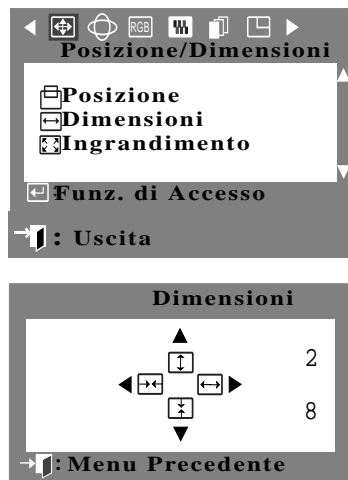 RGB
Posizione/Dimensioni
Posizione
Dimensioni
Ingrandimento
Funz. di Accesso
: Uscita
Dimensioni
2
8
: Menu Precedente